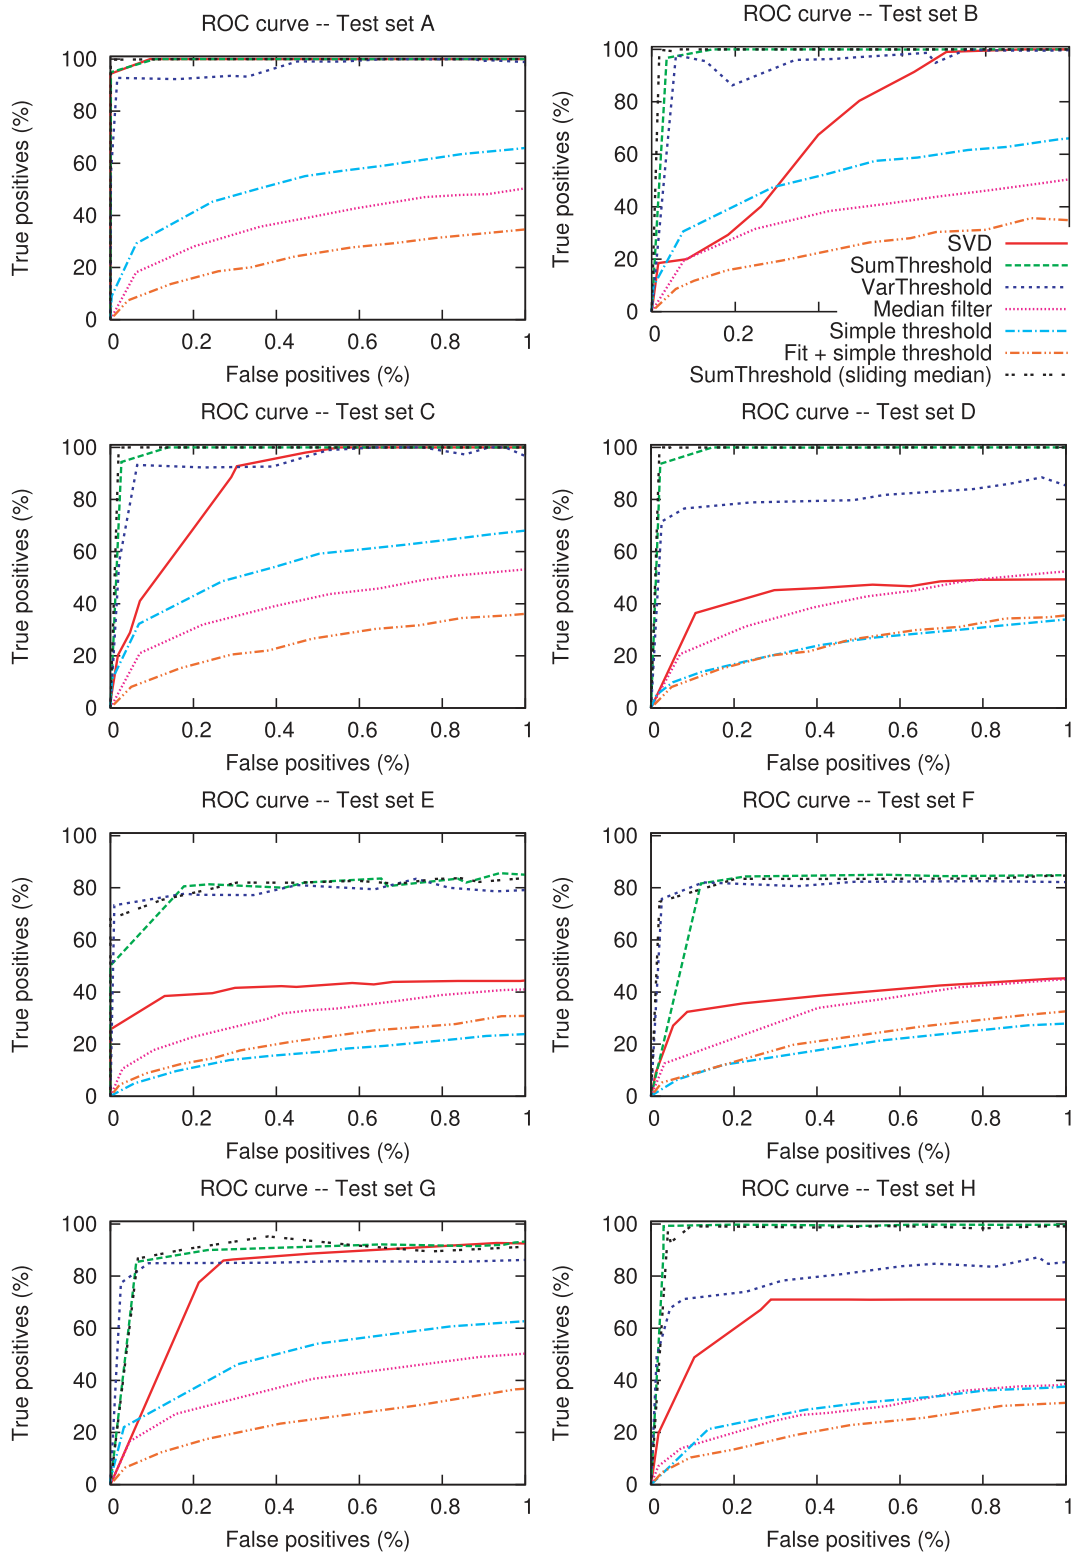 ROC curve -- Test set A
True positives (%)
100
80
60
40
20
0
0 0.2 0.4 0.6 0.8 1
False positives (%)
ROC curve -- Test set B
True positives (%)
100
80
60
40
20
0
0 0.2
SVD
SumThreshold
VarThreshold
Median filter
Simple threshold
Fit + simple threshold
SumThreshold (sliding median)
ROC curve -- Test set C
True positives (%)
100
80
60
40
20
0
0 0.2 0.4 0.6 0.8 1
False positives (%)
ROC curve -- Test set D
True positives (%)
100
80
60
40
20
0
0 0.2 0.4 0.6 0.8 1
False positives (%)
ROC curve -- Test set E
True positives (%)
100
80
60
40
20
0
0 0.2 0.4 0.6 0.8 1
False positives (%)
ROC curve -- Test set F
True positives (%)
100
80
60
40
20
0
0 0.2 0.4 0.6 0.8 1
False positives (%)
ROC curve -- Test set G
True positives (%)
100
80
60
40
20
0
0 0.2 0.4 0.6 0.8 1
False positives (%)
ROC curve -- Test set H
True positives (%)
100
80
60
40
20
0
0 0.2 0.4 0.6 0.8 1
False positives (%)